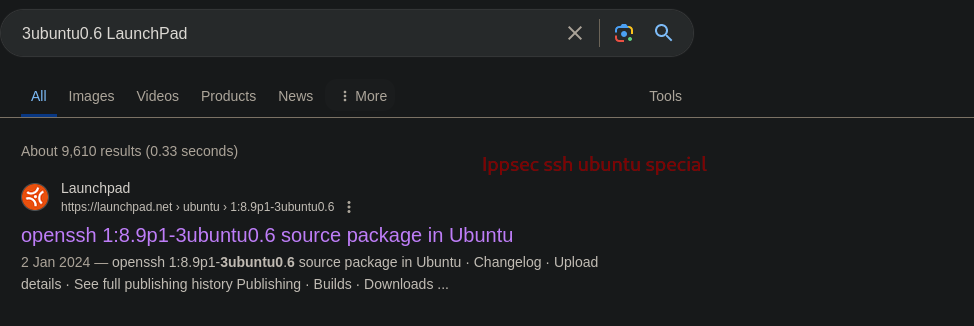 3ubuntu0.6 LaunchPad
All Images Videos Products News More Tools
About 9,610 results (0.33 seconds)
Ippsec ssh ubuntu special
Launchpad
https://launchpad.net › ubuntu › 1:8.9p1-3ubuntu0.6
openssh 1:8.9p1-3ubuntu0.6 source package in Ubuntu
2 Jan 2024 — openssh 1:8.9p1-3ubuntu0.6 source package in Ubuntu · Changelog · Upload
details · See full publishing history Publishing · Builds · Downloads ...